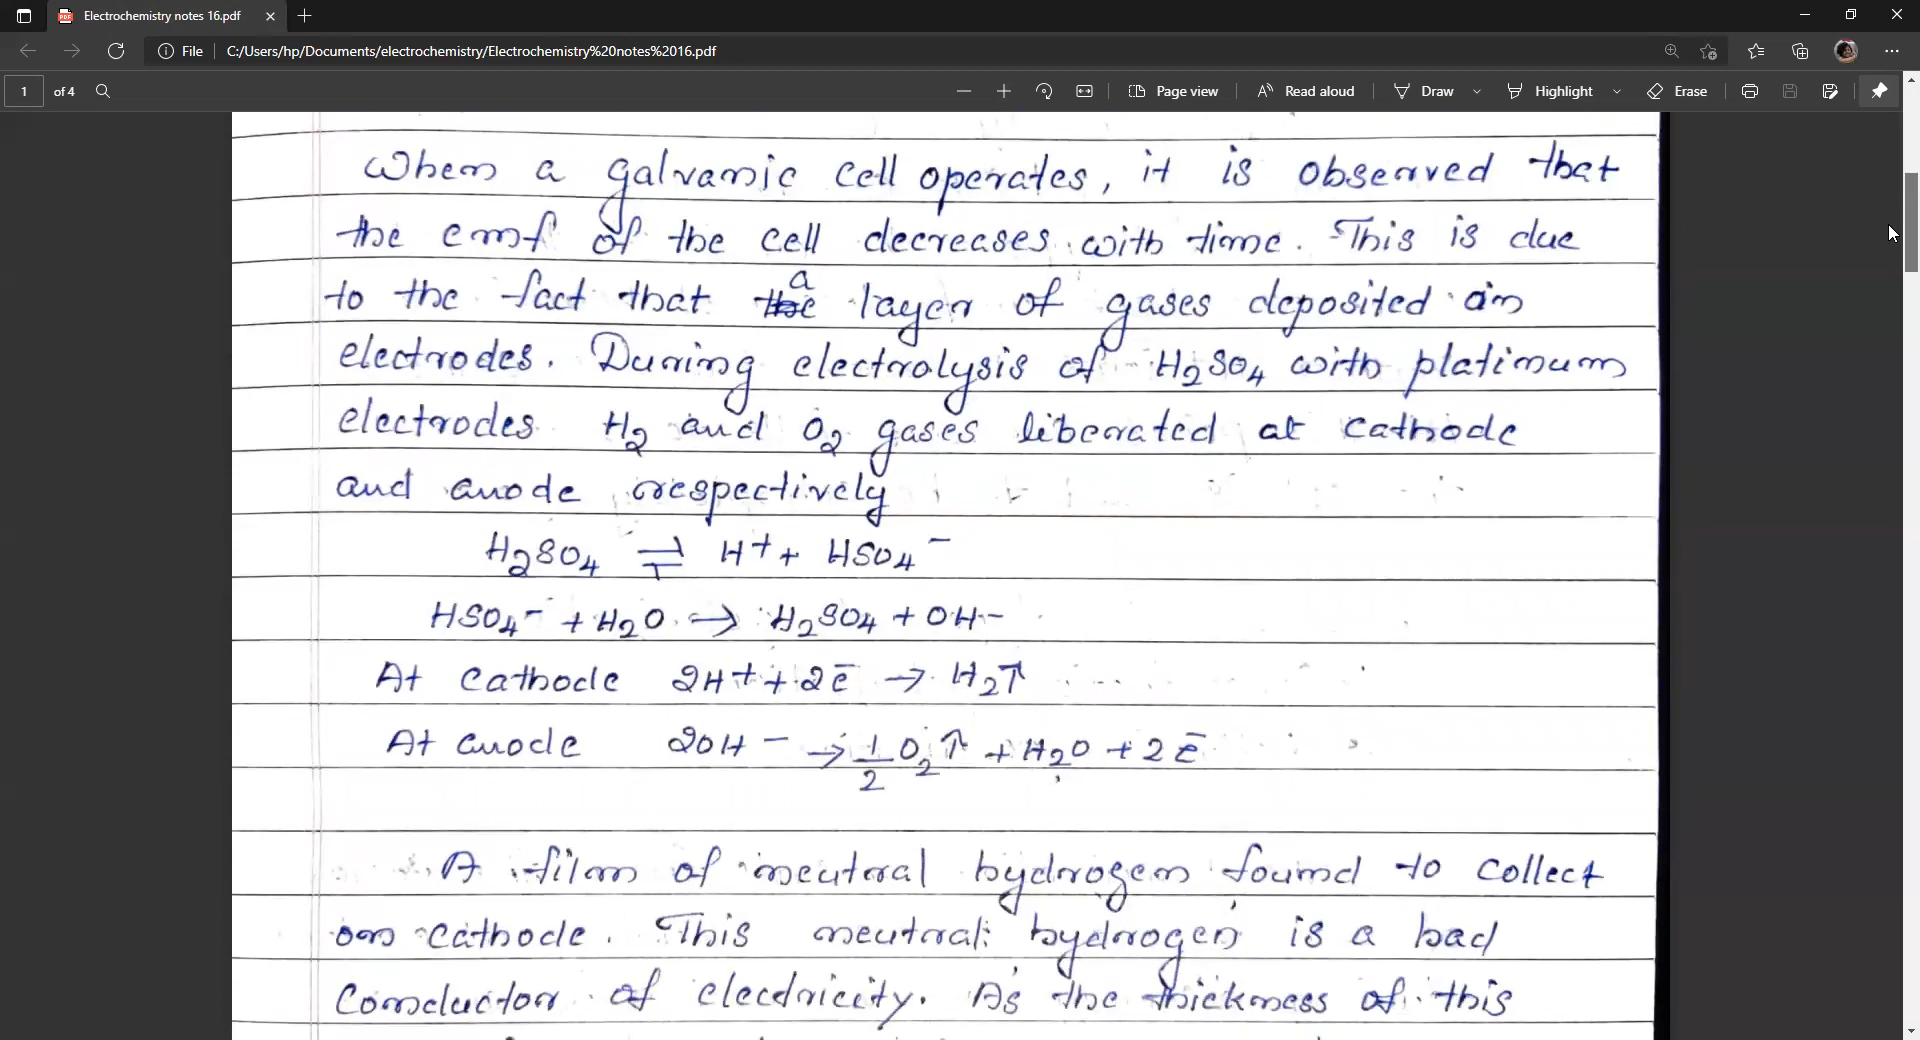 Electrochemistry notes 16.pdf
File
C:/Users/hp/Documents/electrochemistry/Electrochemistry%20notes%2016.pdf
1 of 4
Page view
Read aloud
Draw
Highlight
Erase
When a galvanic cell operates, it is observed that
the emf of the cell decreases with time. This is due
to the fact that a layer of gases deposited on
electrodes. During electrolysis of H₂SO₄ with platinum
electrodes H₂ and O₂ gases liberated at cathode
and anode respectively
H₂SO₄ ⇌ H⁺ + HSO₄⁻
HSO₄⁻ + H₂O → H₂SO₄ + OH⁻
At Cathode 2H⁺ + 2e⁻ → H₂↑
At anode 2OH⁻ → 1/2 O₂↑ + H₂O + 2e⁻
A film of neutral hydrogen found to collect
on cathode. This neutral hydrogen is a bad
Conductor of electricity. As the thickness of this